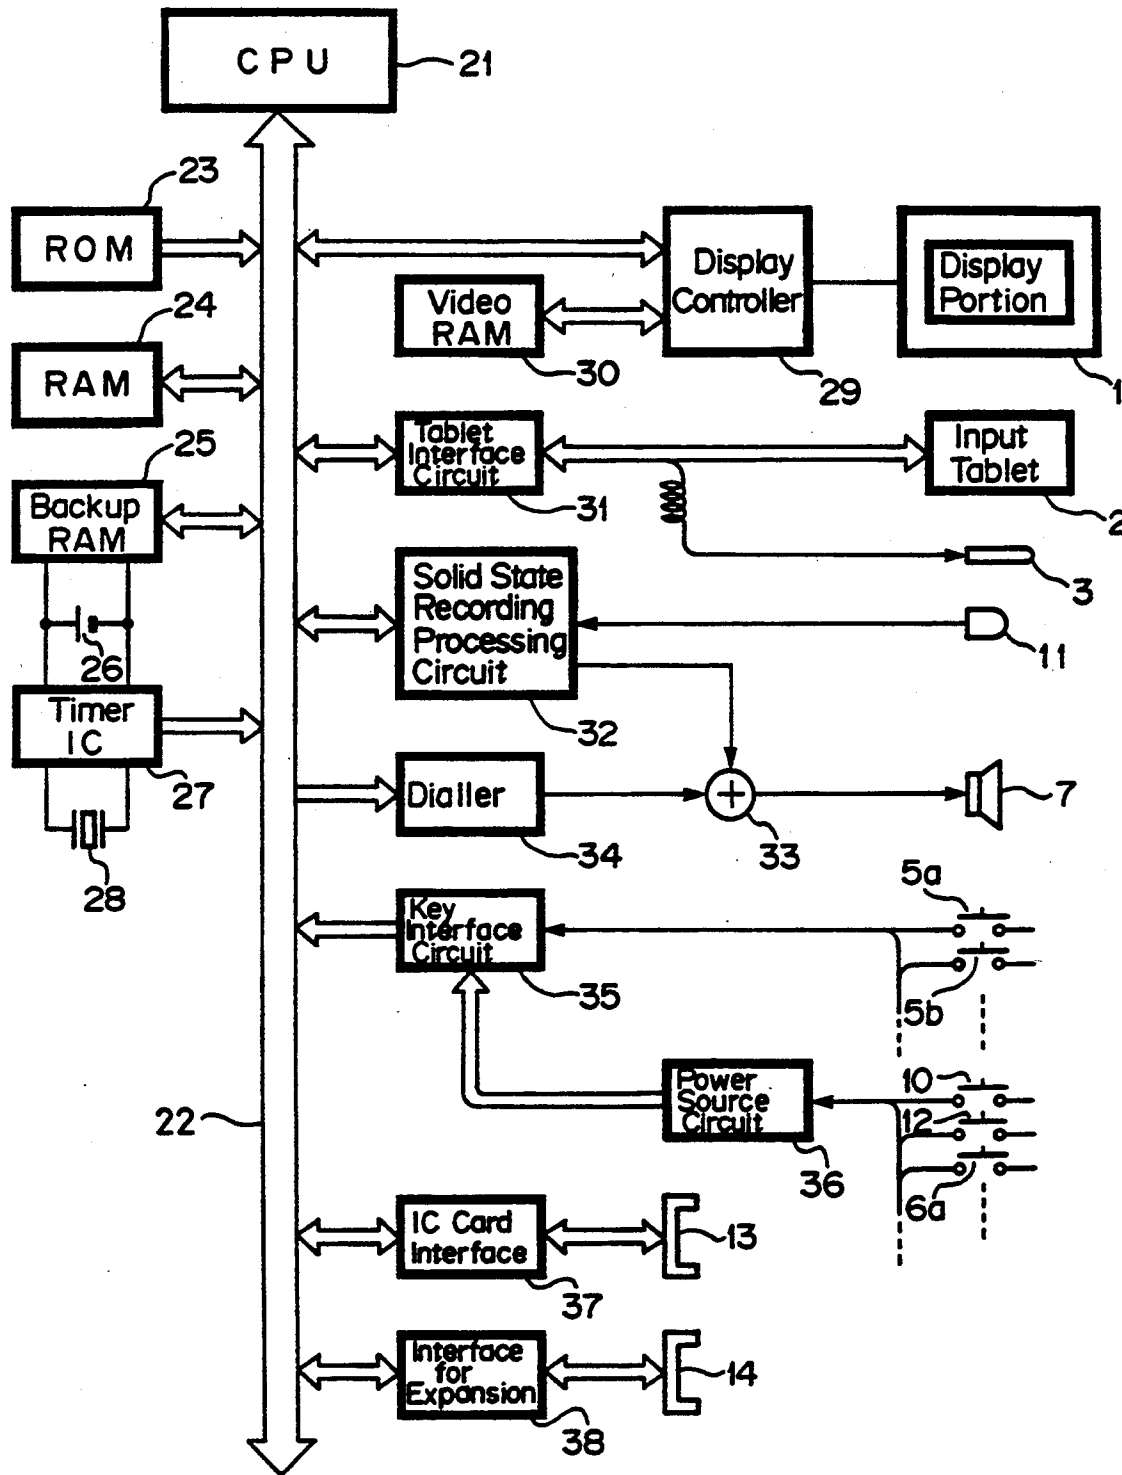 CPU
21
23
ROM
Display
Controller
Display
Portion
Video
RAM
24
30
29
1
RAM
25
Tablet
Interface
Circuit
Input
Tablet
31
2
Backup
RAM
Solid State
Recording
Processing
Circuit
3
11
26
Timer
IC
32
27
Dialler
7
34
33
28
5a
Key
Interface
Circuit
35
5b
Power
Source
Circuit
10
12
22
36
6a
IC Card
Interface
13
37
Interface
for
Expansion
14
38